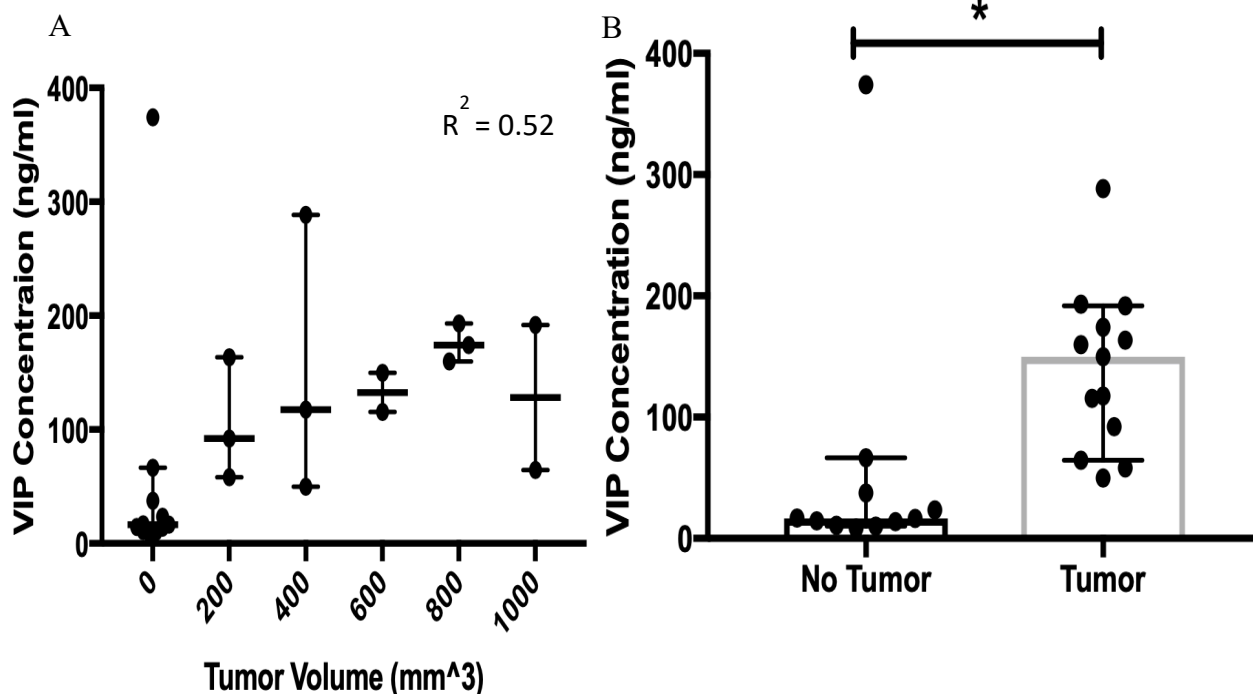 A
VIP Concentraion (ng/ml)
400
300
200
100
0
R2 = 0.52
0
200
400
600
800
1000
Tumor Volume (mm^3)
B
*
VIP Concentration (ng/ml)
400
300
200
100
0
No Tumor
Tumor